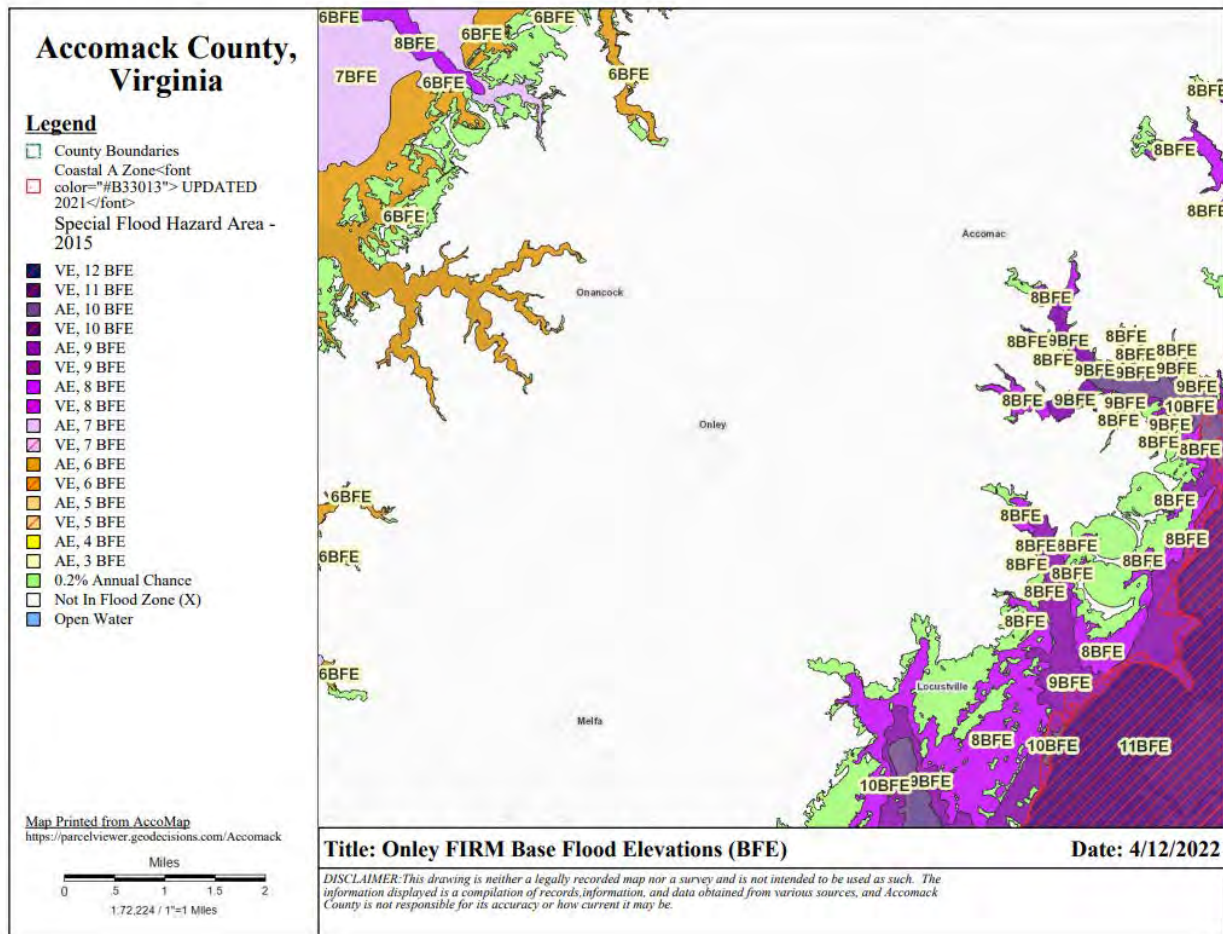 Accomack County,
Virginia
Legend
County Boundaries
Coastal A Zone<font
color="#B33013"> UPDATED
2021</font>
Special Flood Hazard Area -
2015
VE, 12 BFE
VE, 11 BFE
AE, 10 BFE
VE, 10 BFE
AE, 9 BFE
VE, 9 BFE
AE, 8 BFE
VE, 8 BFE
AE, 7 BFE
VE, 7 BFE
AE, 6 BFE
VE, 6 BFE
AE, 5 BFE
VE, 5 BFE
AE, 4 BFE
AE, 3 BFE
0.2% Annual Chance
Not In Flood Zone (X)
Open Water
Map Printed from AccoMap
https://parcelviewer.geodecisions.com/Accomack
Miles
0 .5 1 1.5 2
1:72,224 / 1"=1 Miles
6BFE
6BFE
6BFE
8BFE
7BFE
6BFE
6BFE
8BFE
8BFE
6BFE
8BFE
Accomac
Onancock
8BFE
8BFE
9BFE
8BFE
8BFE
8BFE
8BFE
9BFE
9BFE
9BFE
9BFE
8BFE
9BFE
9BFE
10BFE
8BFE
9BFE
Onley
8BFE
8BFE
6BFE
8BFE
8BFE
8BFE
8BFE
8BFE
6BFE
8BFE
8BFE
8BFE
8BFE
8BFE
8BFE
6BFE
9BFE
Locustville
Melfa
8BFE
10BFE
11BFE
10BFE
9BFE
Title: Onley FIRM Base Flood Elevations (BFE)
Date: 4/12/2022
DISCLAIMER:This drawing is neither a legally recorded map nor a survey and is not intended to be used as such. The
information displayed is a compilation of records,information, and data obtained from various sources, and Accomack
County is not responsible for its accuracy or how current it may be.